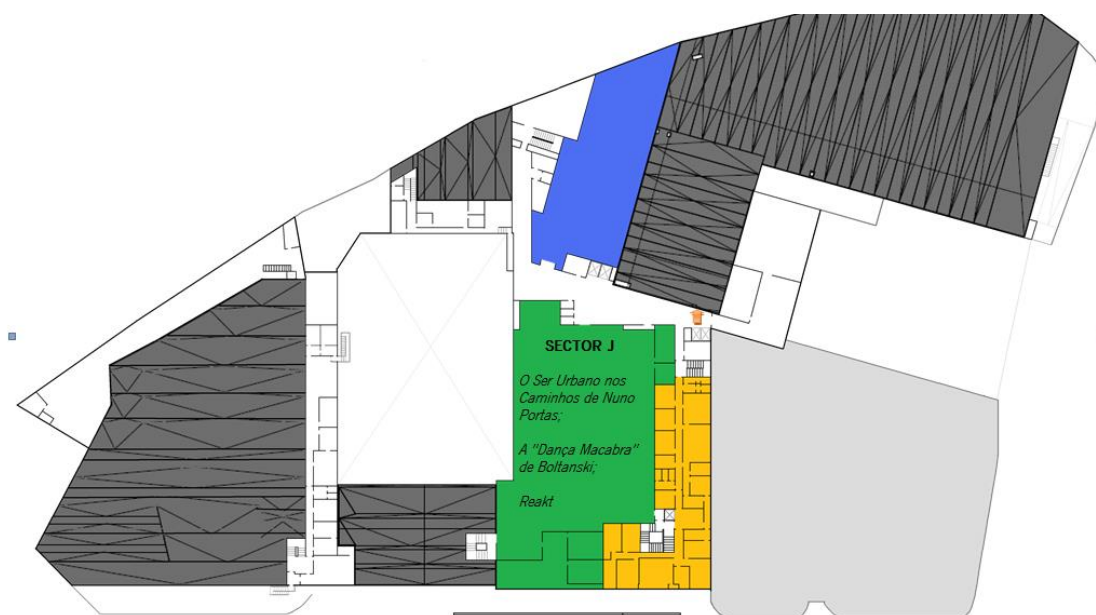 SECTOR J
O Ser Urbano nos
Caminhos de Nuno
Portas;
A "Dança Macabra"
de Boltanski;
Reakt